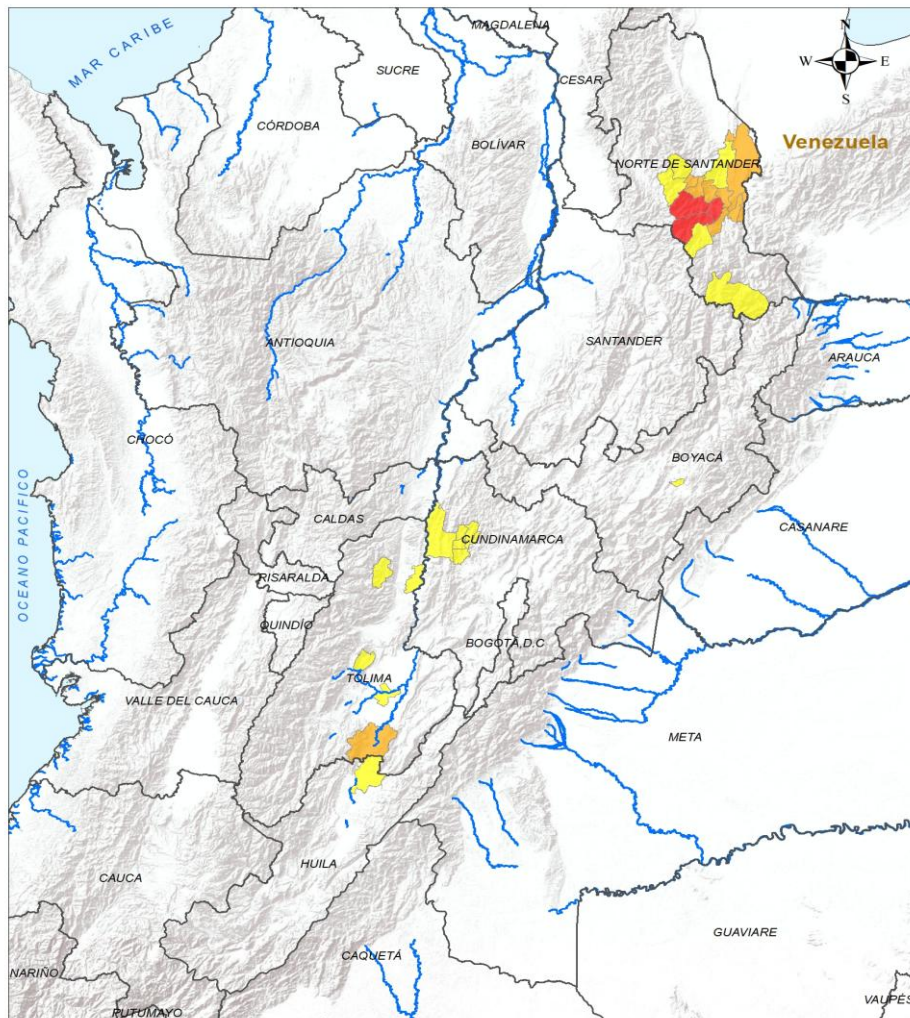 MAGDALENA
MAR CARIBE
N
W E
S
SUCRE
CESAR
CÓRDOBA
BOLÍVAR
Venezuela
NORTE DE SANTANDER
ANTIOQUIA
SANTANDER
ARAUCA
CHOCÓ
BOYACÁ
OCEANO PACIFICO
CALDAS
CASANARE
CUNDINAMARCA
RISARALDA
QUINDÍO
BOGOTÁ,D.C
TOLIMA
VALLE DEL CAUCA
META
HUILA
CAUCA
GUAVIARE
CAQUETÁ
NARIÑO
VAUPÉS
PUTUMAYO